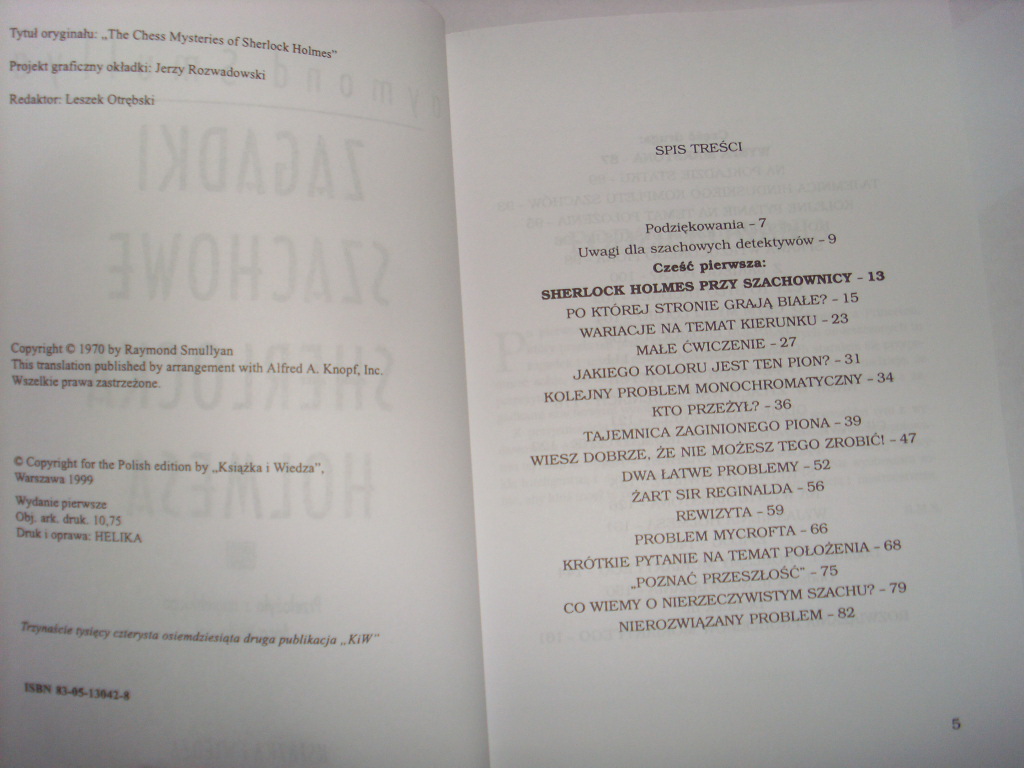 Tytuł oryginału: „The Chess Mysteries of Sherlock Holmes”
Projekt graficzny okładki: Jerzy Rozwadowski
Redaktor: Leszek Otrębski
Copyright © 1970 by Raymond Smullyan
This translation published by arrangement with Alfred A. Knopf, Inc.
Wszelkie prawa zastrzeżone.
© Copyright for the Polish edition by „Książka i Wiedza”,
Warszawa 1999
Wydanie pierwsze
Obj. ark. druk. 10,75
Druk i oprawa: HELIKA
Trzynaście tysięcy czterysta osiemdziesiąta druga publikacja „KiW”
ISBN 83-05-13042-8
SPIS TREŚCI
Podziękowania – 7
Uwagi dla szachowych detektywów – 9
Cześć pierwsza:
SHERLOCK HOLMES PRZY SZACHOWNICY – 13
PO KTÓREJ STRONIE GRAJĄ BIAŁE? – 15
WARIACJE NA TEMAT KIERUNKU – 23
MAŁE ĆWICZENIE – 27
JAKIEGO KOLORU JEST TEN PION? – 31
KOLEJNY PROBLEM MONOCHROMATYCZNY – 34
KTO PRZEŻYŁ? – 36
TAJEMNICA ZAGINIONEGO PIONA – 39
WIESZ DOBRZE, ŻE NIE MOŻESZ TEGO ZROBIĆ! – 47
DWA ŁATWE PROBLEMY – 52
ŻART SIR REGINALDA – 56
REWIZYTA – 59
PROBLEM MYCROFTA – 66
KRÓTKIE PYTANIE NA TEMAT POŁOŻENIA – 68
„POZNAĆ PRZESZŁOŚĆ” – 75
CO WIEMY O NIERZECZYWISTYM SZACHU? – 79
NIEROZWIĄZANY PROBLEM – 82
5